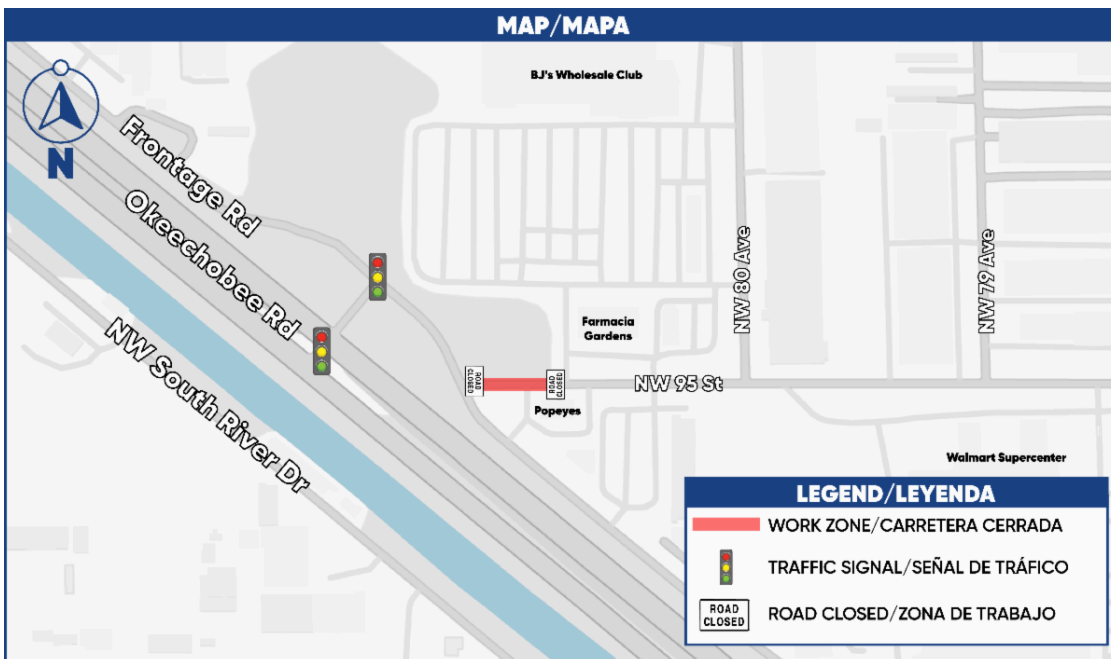 MAP/MAPA
BJ's Wholesale Club
N
Frontage Rd
Okeechobee Rd
NW South River Dr
NW 80 Ave
NW 79 Ave
Farmacia
Gardens
ROAD
CLOSED
ROAD
CLOSED
NW 95 St
Popeyes
Walmart Supercenter
LEGEND/LEYENDA
WORK ZONE/CARRETERA CERRADA
TRAFFIC SIGNAL/SEÑAL DE TRÁFICO
ROAD
CLOSED
ROAD CLOSED/ZONA DE TRABAJO